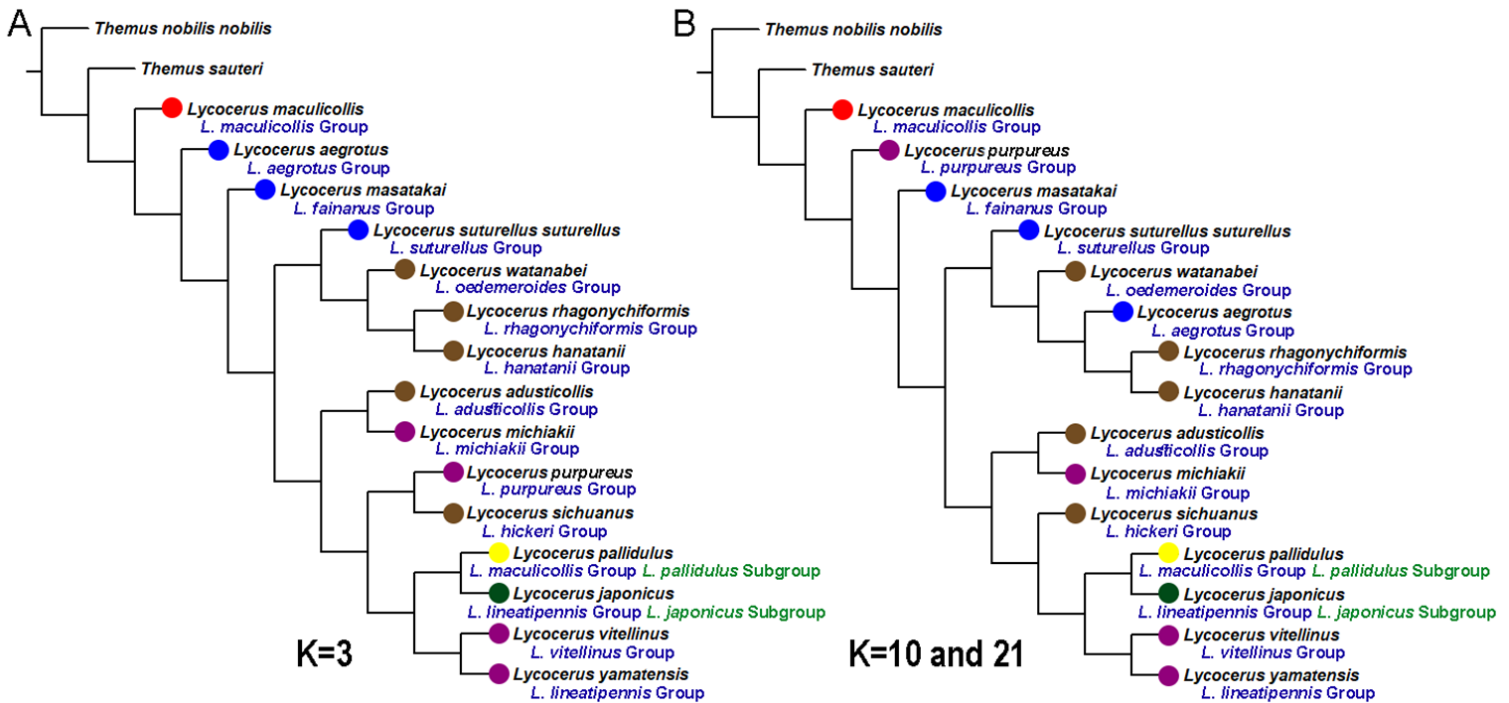 A
Themus nobilis nobilis
Themus sauteri
Lycocerus maculicollis
L. maculicollis Group
Lycocerus aegrotus
L. aegrotus Group
Lycocerus masatakai
L. fainanus Group
Lycocerus suturellus suturellus
L. suturellus Group
Lycocerus watanabei
L. oedemeroides Group
Lycocerus rhagonychiformis
L. rhagonychiformis Group
Lycocerus hanatanii
L. hanatanii Group
Lycocerus adusticollis
L. adusticollis Group
Lycocerus michiakii
L. michiakii Group
Lycocerus purpureus
L. purpureus Group
Lycocerus sichuanus
L. hickeri Group
Lycocerus pallidulus
L. maculicollis Group L. pallidulus Subgroup
Lycocerus japonicus
L. lineatipennis Group L. japonicus Subgroup
Lycocerus vitellinus
L. vitellinus Group
Lycocerus yamatensis
L. lineatipennis Group
K=3
B
Themus nobilis nobilis
Themus sauteri
Lycocerus maculicollis
L. maculicollis Group
Lycocerus purpureus
L. purpureus Group
Lycocerus masatakai
L. fainanus Group
Lycocerus suturellus suturellus
L. suturellus Group
Lycocerus watanabei
L. oedemeroides Group
Lycocerus aegrotus
L. aegrotus Group
Lycocerus rhagonychiformis
L. rhagonychiformis Group
Lycocerus hanatanii
L. hanatanii Group
Lycocerus adusticollis
L. adusticollis Group
Lycocerus michiakii
L. michiakii Group
Lycocerus sichuanus
L. hickeri Group
Lycocerus pallidulus
L. maculicollis Group L. pallidulus Subgroup
Lycocerus japonicus
L. lineatipennis Group L. japonicus Subgroup
Lycocerus vitellinus
L. vitellinus Group
Lycocerus yamatensis
L. lineatipennis Group
K=10 and 21